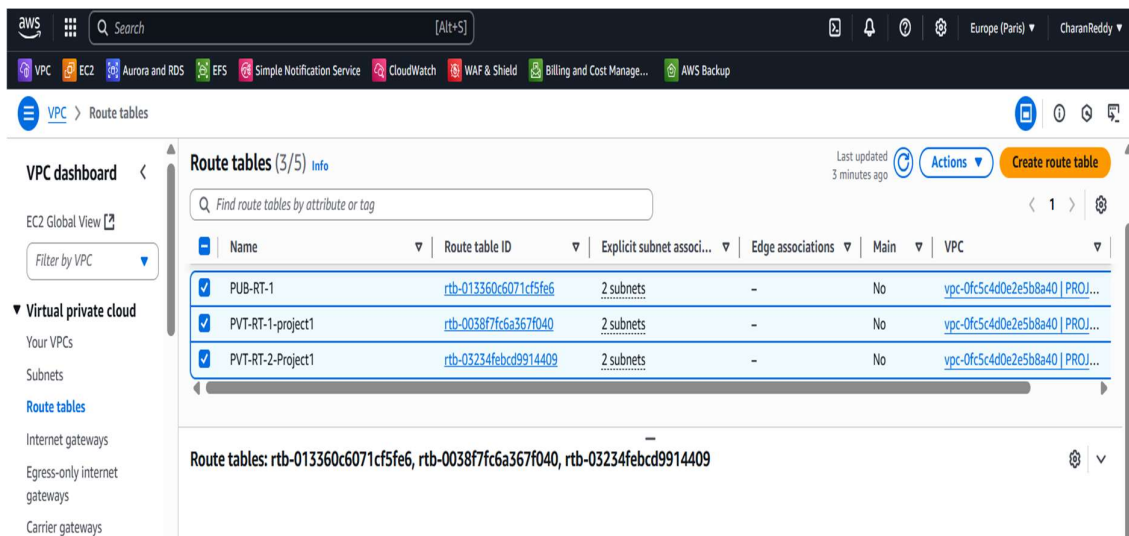 aws
Search [Alt+S] Europe (Paris) ▼ CharanReddy ▼
VPC EC2 Aurora and RDS EFS Simple Notification Service CloudWatch WAF & Shield Billing and Cost Manage... AWS Backup
VPC > Route tables
VPC dashboard
EC2 Global View
Filter by VPC
Virtual private cloud
Your VPCs
Subnets
Route tables
Internet gateways
Egress-only internet
gateways
Carrier gateways
Route tables (3/5) Info
Last updated
3 minutes ago
Actions
Create route table
Find route tables by attribute or tag
1
Name Route table ID Explicit subnet associ... Edge associations Main VPC
PUB-RT-1 rtb-013360c6071cf5fe6 2 subnets – No vpc-0fc5c4d0e2e5b8a40 | PROJ...
PVT-RT-1-project1 rtb-0038f7fc6a367f040 2 subnets – No vpc-0fc5c4d0e2e5b8a40 | PROJ...
PVT-RT-2-Project1 rtb-03234febcd9914409 2 subnets – No vpc-0fc5c4d0e2e5b8a40 | PROJ...
Route tables: rtb-013360c6071cf5fe6, rtb-0038f7fc6a367f040, rtb-03234febcd9914409